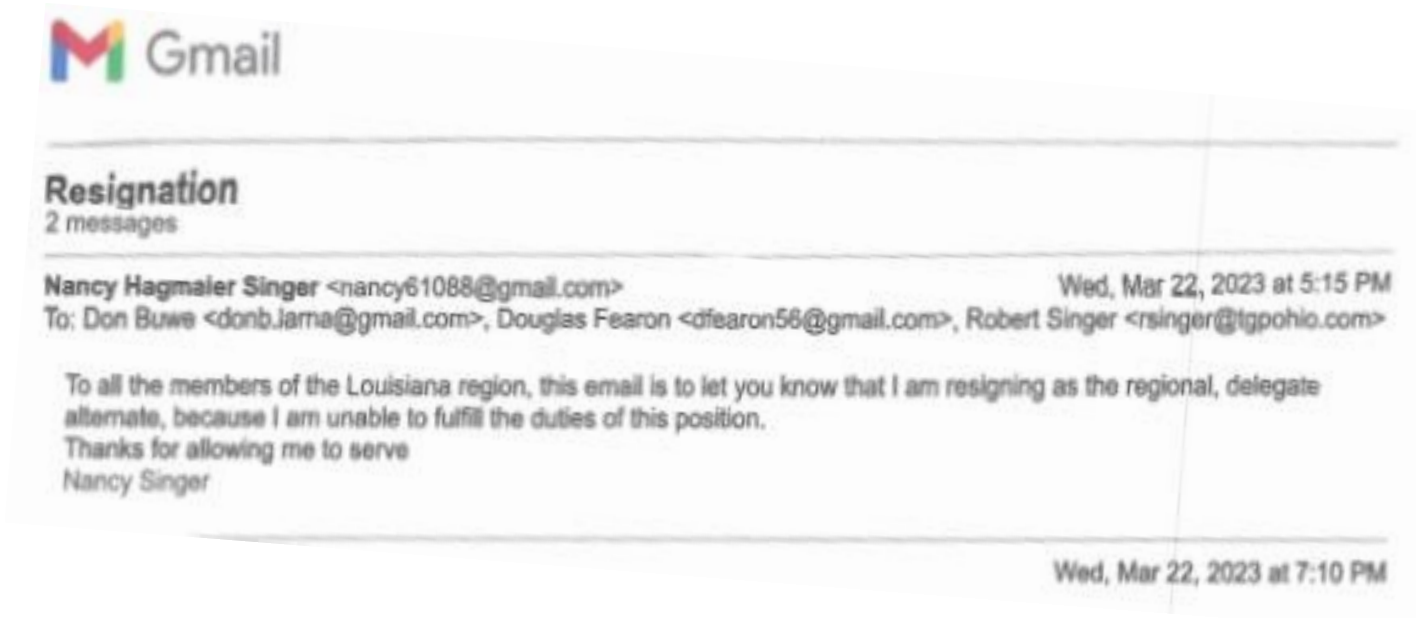 Gmail
Resignation
2 messages
Nancy Hagmaier Singer <nancy61088@gmail.com> Wed, Mar 22, 2023 at 5:15 PM
To: Don Buwe <donb.larna@gmail.com>, Douglas Fearon <dfearon56@gmail.com>, Robert Singer <rsinger@tgpohio.com>
To all the members of the Louisiana region, this email is to let you know that I am resigning as the regional, delegate
alternate, because I am unable to fulfill the duties of this position.
Thanks for allowing me to serve
Nancy Singer
Wed, Mar 22, 2023 at 7:10 PM